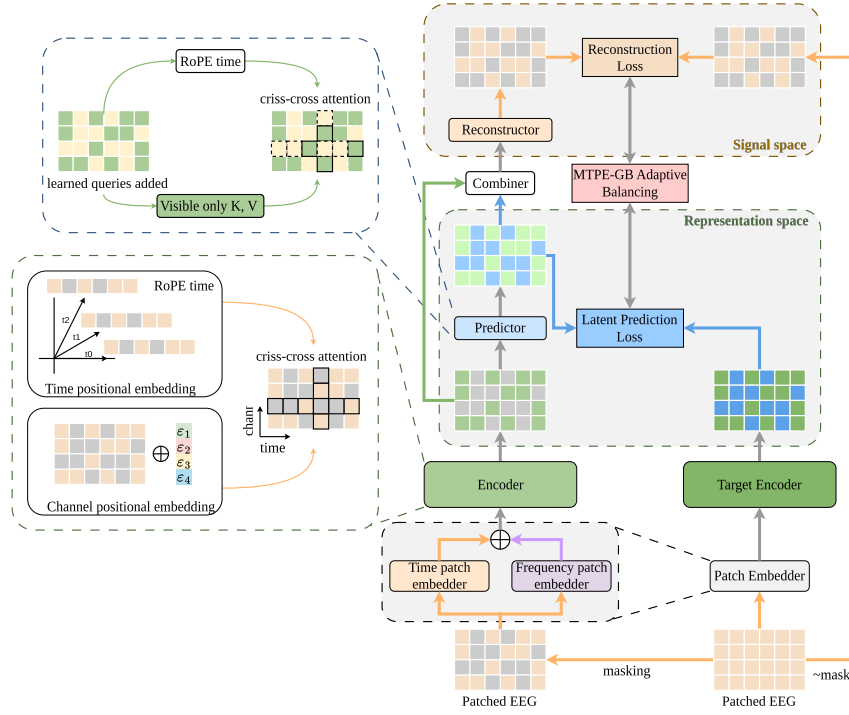 RoPE time
criss-cross attention
learned queries added
Visible only K, V
Reconstruction
Loss
Reconstructor
Signal space
Combiner
MTPE-GB Adaptive
Balancing
Representation space
Predictor
Latent Prediction
Loss
RoPE time
t2
t1
t0
Time positional embedding
criss-cross attention
chanr
time
ε1
ε2
ε3
ε4
Channel positional embedding
Encoder
Target Encoder
Time patch
embedder
Frequency patch
embedder
Patch Embedder
masking
~mask
Patched EEG
Patched EEG